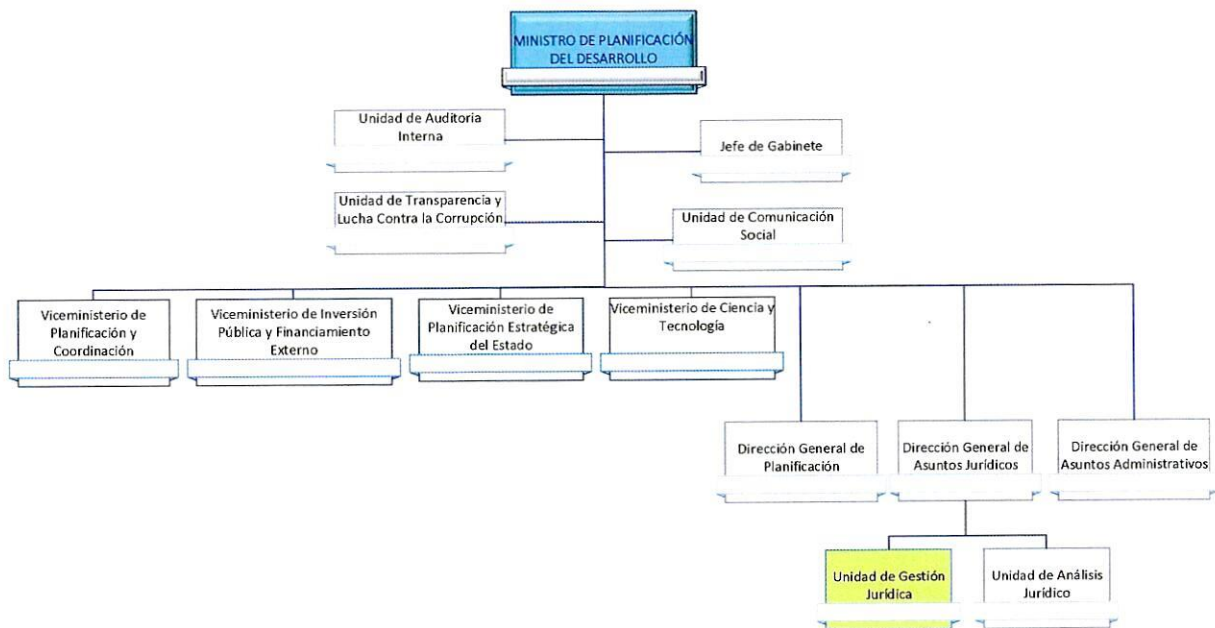 MINISTRO DE PLANIFICACIÓN
DEL DESARROLLO
Unidad de Auditoria
Interna
Jefe de Gabinete
Unidad de Transparencia y
Lucha Contra la Corrupción
Unidad de Comunicación
Social
Viceministerio de
Planificación y
Coordinación
Viceministerio de Inversión
Pública y Financiamiento
Externo
Viceministerio de
Planificación Estratégica
del Estado
Viceministerio de Ciencia y
Tecnología
Dirección General de
Planificación
Dirección General de
Asuntos Jurídicos
Dirección General de
Asuntos Administrativos
Unidad de Gestión
Jurídica
Unidad de Análisis
Jurídico